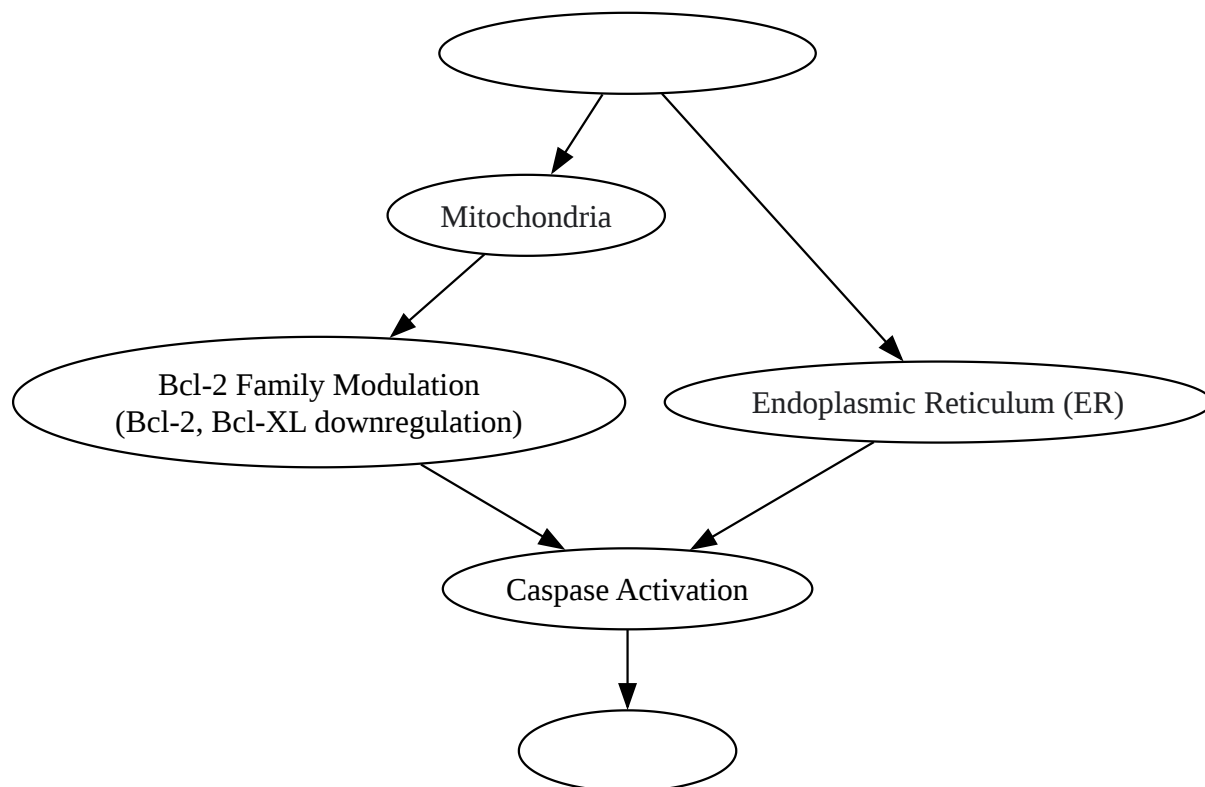 Mitochondria
Bcl-2 Family Modulation
(Bcl-2, Bcl-XL downregulation)
Endoplasmic Reticulum (ER)
Caspase Activation